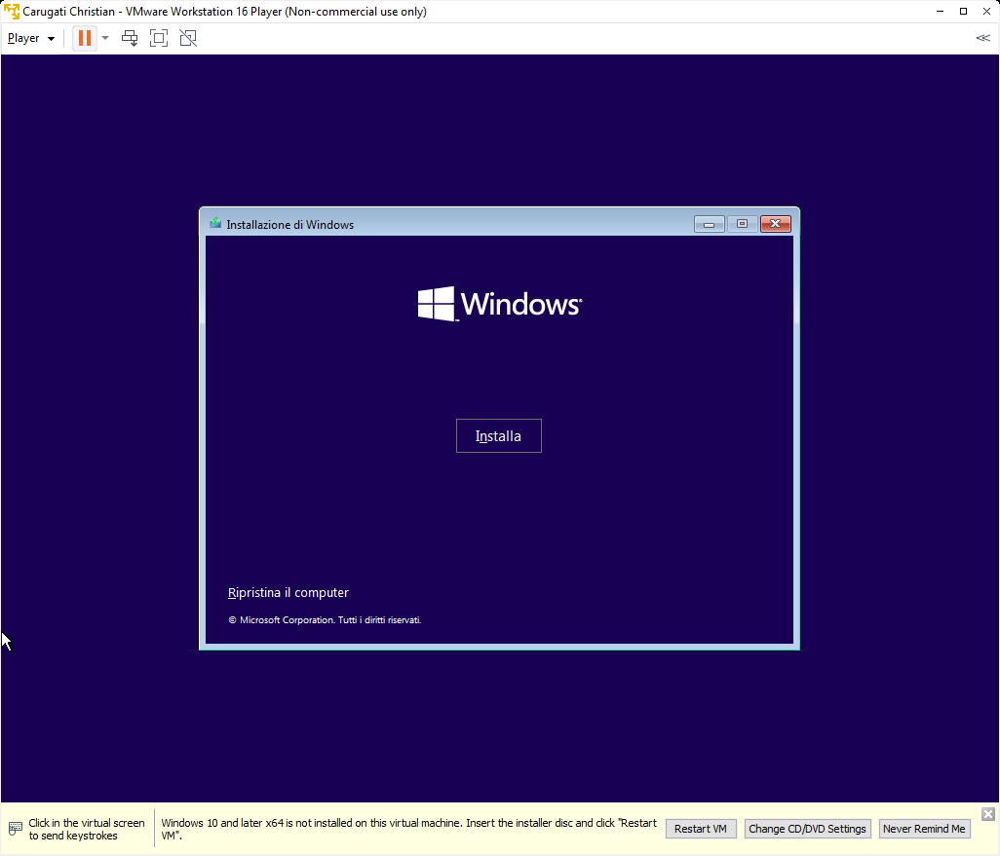 Carugati Christian - VMware Workstation 16 Player (Non-commercial use only)
Player
Installazione di Windows
Windows
Installa
Ripristina il computer
© Microsoft Corporation. Tutti i diritti riservati.
Click in the virtual screen
to send keystrokes
Windows 10 and later x64 is not installed on this virtual machine. Insert the installer disc and click "Restart
VM".
Restart VM
Change CD/DVD Settings
Never Remind Me